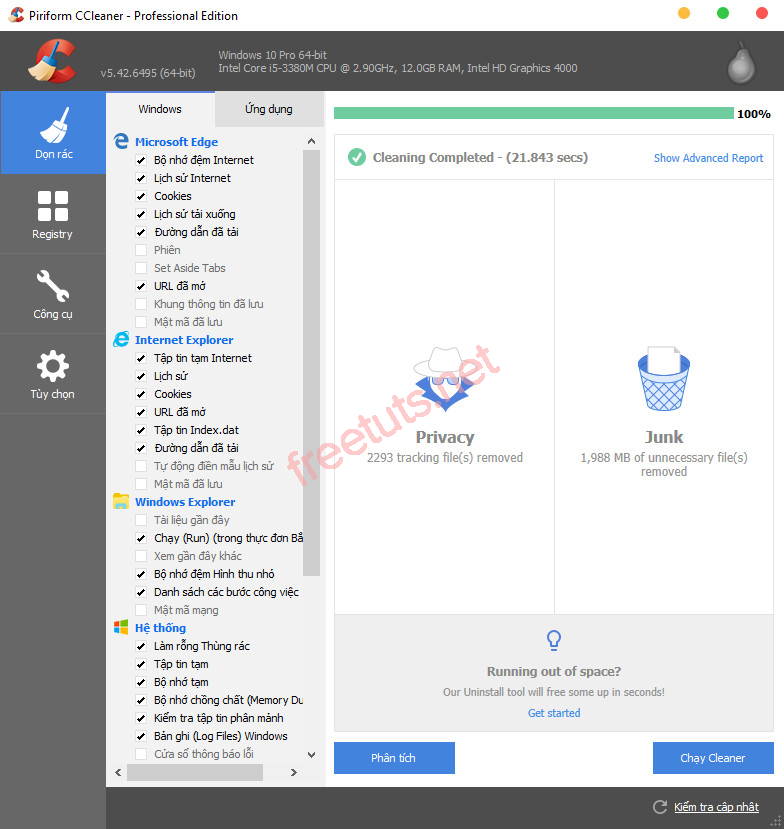 Piriform CCleaner - Professional Edition
v5.42.6495 (64-bit)
Windows 10 Pro 64-bit
Intel Core i5-3380M CPU @ 2.90GHz, 12.0GB RAM, Intel HD Graphics 4000
Dọn rác
Registry
Công cụ
Tùy chọn
Windows
Ứng dụng
Microsoft Edge
Bộ nhớ đệm Internet
Lịch sử Internet
Cookies
Lịch sử tải xuống
Đường dẫn đã tải
Phiên
Set Aside Tabs
URL đã mở
Khung thông tin đã lưu
Mật mã đã lưu
Internet Explorer
Tập tin tạm Internet
Lịch sử
Cookies
URL đã mở
Tập tin Index.dat
Đường dẫn đã tải
Tự động điền mẫu lịch sử
Mật mã đã lưu
Windows Explorer
Tài liệu gần đây
Chạy (Run) (trong thực đơn Bắ
Xem gần đây khác
Bộ nhớ đệm Hình thu nhỏ
Danh sách các bước công việc
Mật mã mạng
Hệ thống
Làm rỗng Thùng rác
Tập tin tạm
Bộ nhớ tạm
Bộ nhớ chồng chất (Memory Du
Kiểm tra tập tin phân mảnh
Bản ghi (Log Files) Windows
Cửa sổ thông báo lỗi
100%
Cleaning Completed - (21.843 secs)
Show Advanced Report
Privacy
2293 tracking file(s) removed
Junk
1,988 MB of unnecessary file(s)
removed
freetuts.net
Running out of space?
Our Uninstall tool will free some up in seconds!
Get started
Phân tích
Chạy Cleaner
Kiểm tra cập nhât